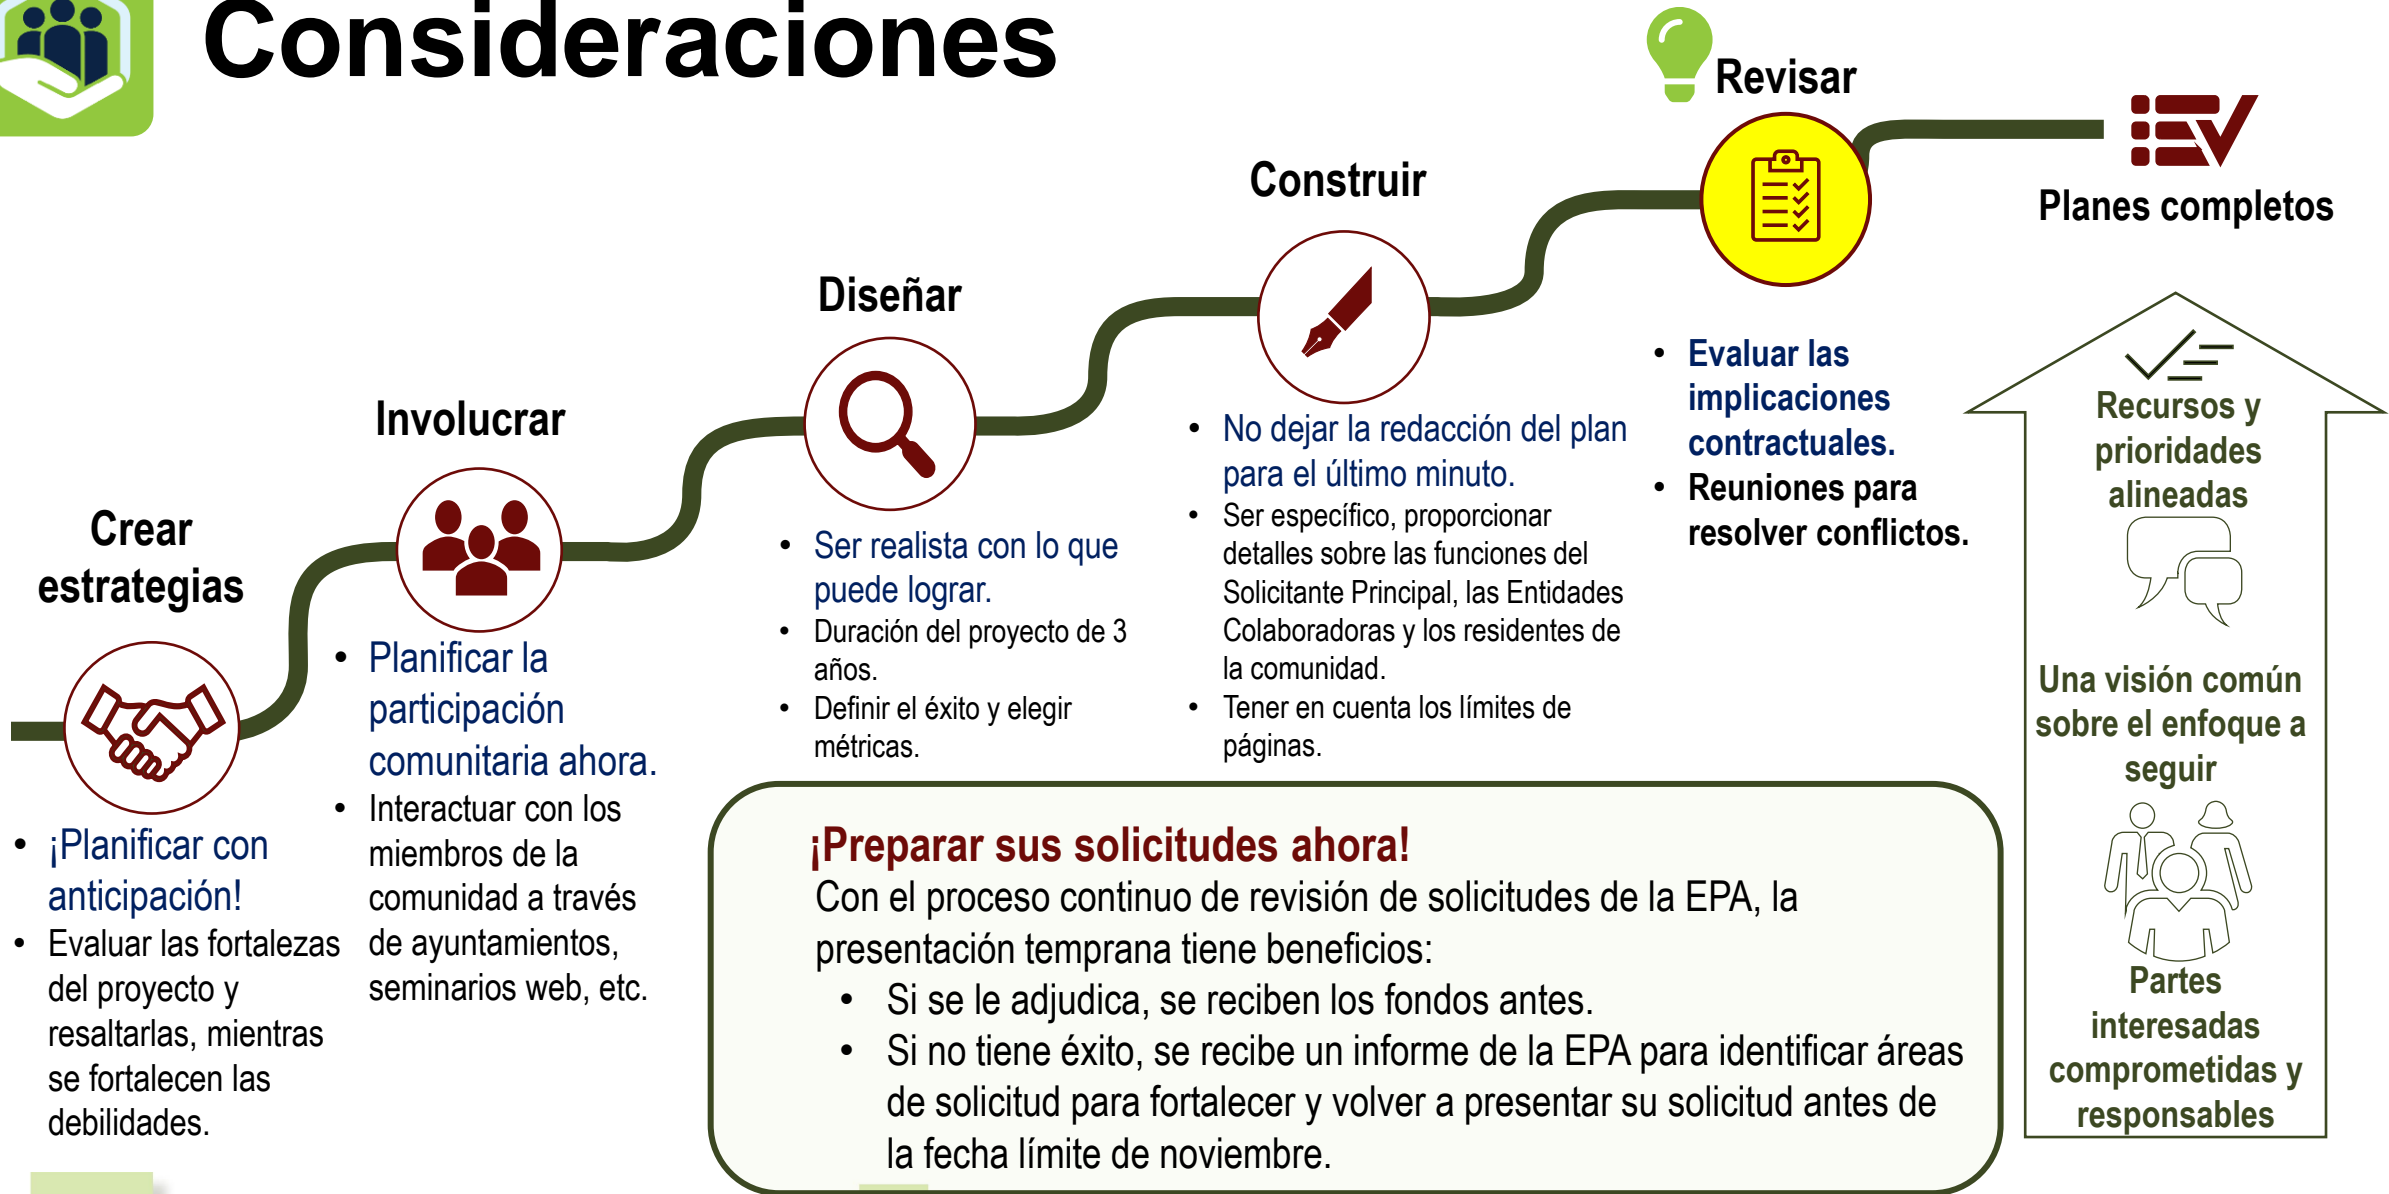 Consideraciones
Crear
estrategias
• ¡Planificar con
anticipación!
• Evaluar las fortalezas
del proyecto y
resaltarlas, mientras
se fortalecen las
debilidades.
Involucrar
• Planificar la
participación
comunitaria ahora.
• Interactuar con los
miembros de la
comunidad a través
de ayuntamientos,
seminarios web, etc.
Diseñar
• Ser realista con lo que
puede lograr.
• Duración del proyecto de 3
años.
• Definir el éxito y elegir
métricas.
Construir
• No dejar la redacción del plan
para el último minuto.
• Ser específico, proporcionar
detalles sobre las funciones del
Solicitante Principal, las Entidades
Colaboradoras y los residentes de
la comunidad.
• Tener en cuenta los límites de
páginas.
Revisar
• Evaluar las
implicaciones
contractuales.
• Reuniones para
resolver conflictos.
Planes completos
Recursos y
prioridades
alineadas
Una visión común
sobre el enfoque a
seguir
Partes
interesadas
comprometidas y
responsables
¡Preparar sus solicitudes ahora!
Con el proceso continuo de revisión de solicitudes de la EPA, la
presentación temprana tiene beneficios:
• Si se le adjudica, se reciben los fondos antes.
• Si no tiene éxito, se recibe un informe de la EPA para identificar áreas
de solicitud para fortalecer y volver a presentar su solicitud antes de
la fecha límite de noviembre.